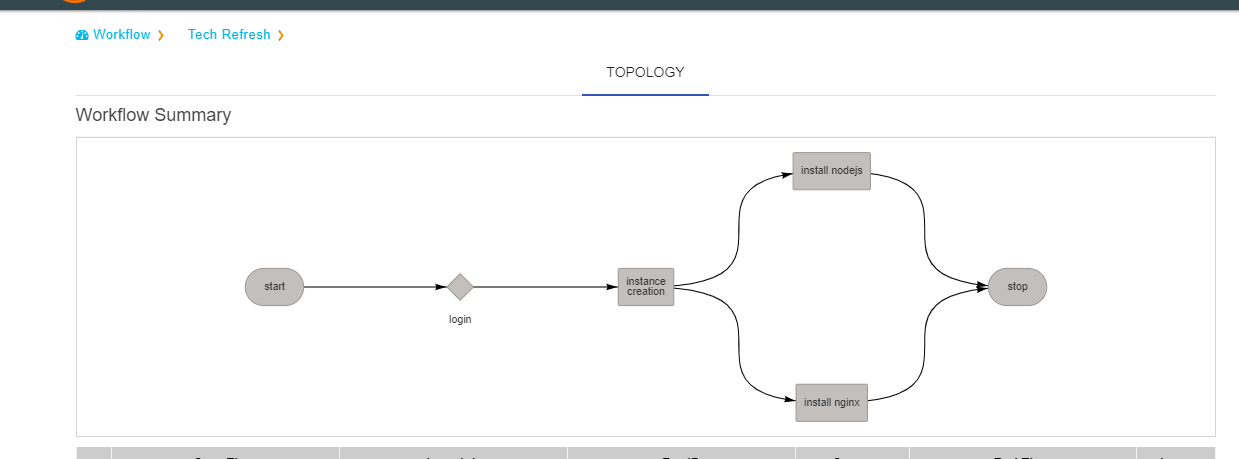 Workflow
Tech Refresh
TOPOLOGY
Workflow Summary
install nodejs
start
login
instance
creation
stop
install nginx